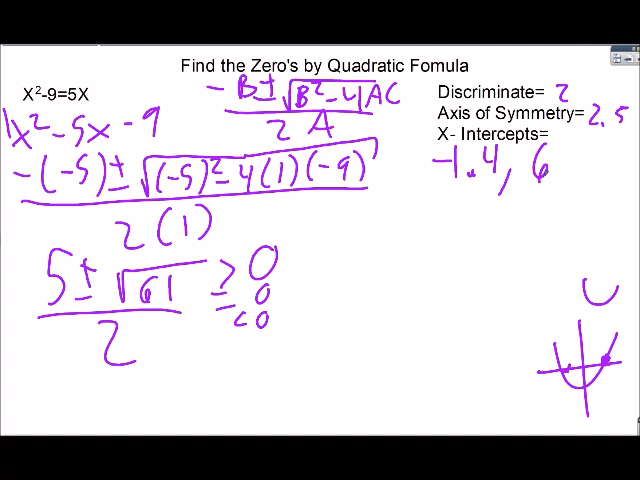 Find the Zero's by Quadratic Fomula
X²-9=5X
1x² - 5x - 9
-B ± √B² - 4AC
2 A
-(-5) ± √(-5)² - 4(1)(-9)
2(1)
5 ± √61
2
> 0
= 0
< 0
Discriminate= 2
Axis of Symmetry= 2.5
X- Intercepts=
-1.4, 6